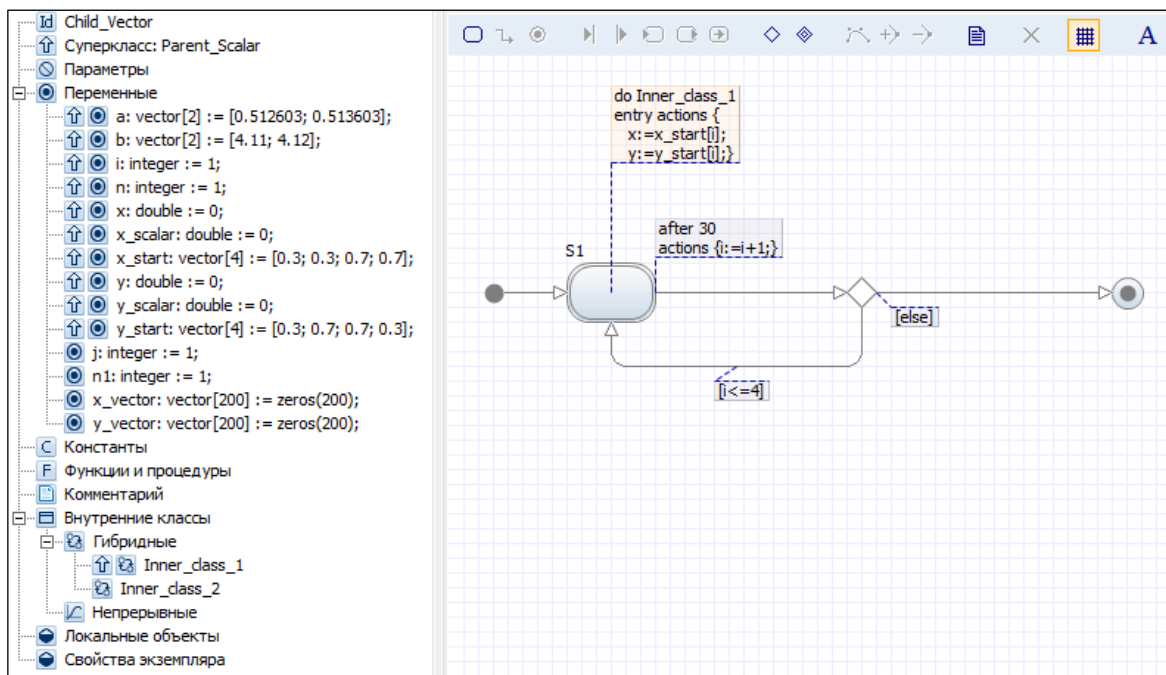 Id Child_Vector
Суперкласс: Parent_Scalar
Параметры
Переменные
a: vector[2] := [0.512603; 0.513603];
b: vector[2] := [4.11; 4.12];
i: integer := 1;
n: integer := 1;
x: double := 0;
x_scalar: double := 0;
x_start: vector[4] := [0.3; 0.3; 0.7; 0.7];
y: double := 0;
y_scalar: double := 0;
y_start: vector[4] := [0.3; 0.7; 0.7; 0.3];
j: integer := 1;
n1: integer := 1;
x_vector: vector[200] := zeros(200);
y_vector: vector[200] := zeros(200);
C Константы
F Функции и процедуры
Комментарий
Внутренние классы
Гибридные
Inner_class_1
Inner_class_2
Непрерывные
Локальные объекты
Свойства экземпляра
A
do Inner_class_1
entry actions {
x:=x_start[i];
y:=y_start[i];}
after 30
actions {i:=i+1;}
S1
[else]
[i<=4]